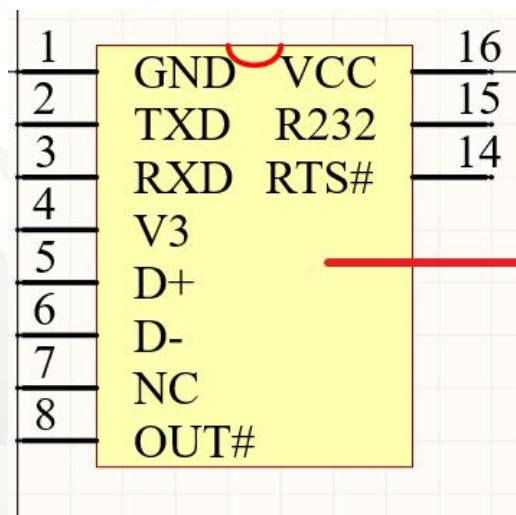 1 GND VCC 16
2 TXD R232 15
3 RXD RTS# 14
4 V3
5 D+
6 D-
7 NC
8 OUT#